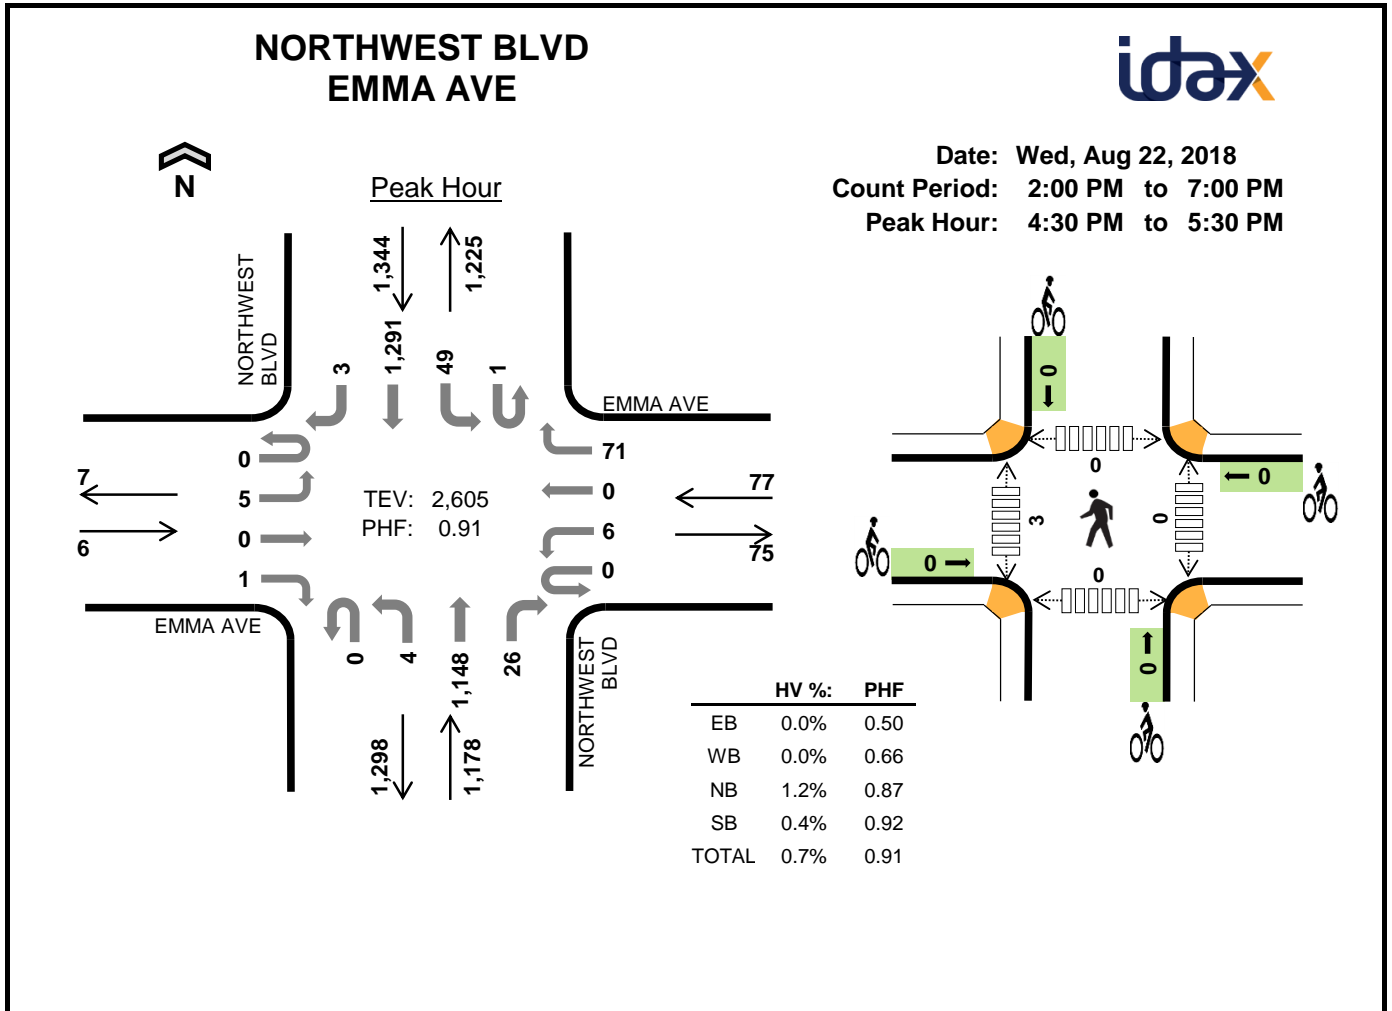 NORTHWEST BLVD
EMMA AVE
idax
Date: Wed, Aug 22, 2018
Count Period: 2:00 PM to 7:00 PM
Peak Hour: 4:30 PM to 5:30 PM
N
Peak Hour
1,344
1,225
NORTHWEST
BLVD
3
1,291
49
1
EMMA AVE
0
5
0
1
7
6
TEV: 2,605
PHF: 0.91
71
0
6
0
77
75
EMMA AVE
0
4
1,148
26
NORTHWEST
BLVD
1,298
1,178
0
0
0
3
0
0
0
0
HV %: PHF
EB 0.0% 0.50
WB 0.0% 0.66
NB 1.2% 0.87
SB 0.4% 0.92
TOTAL 0.7% 0.91